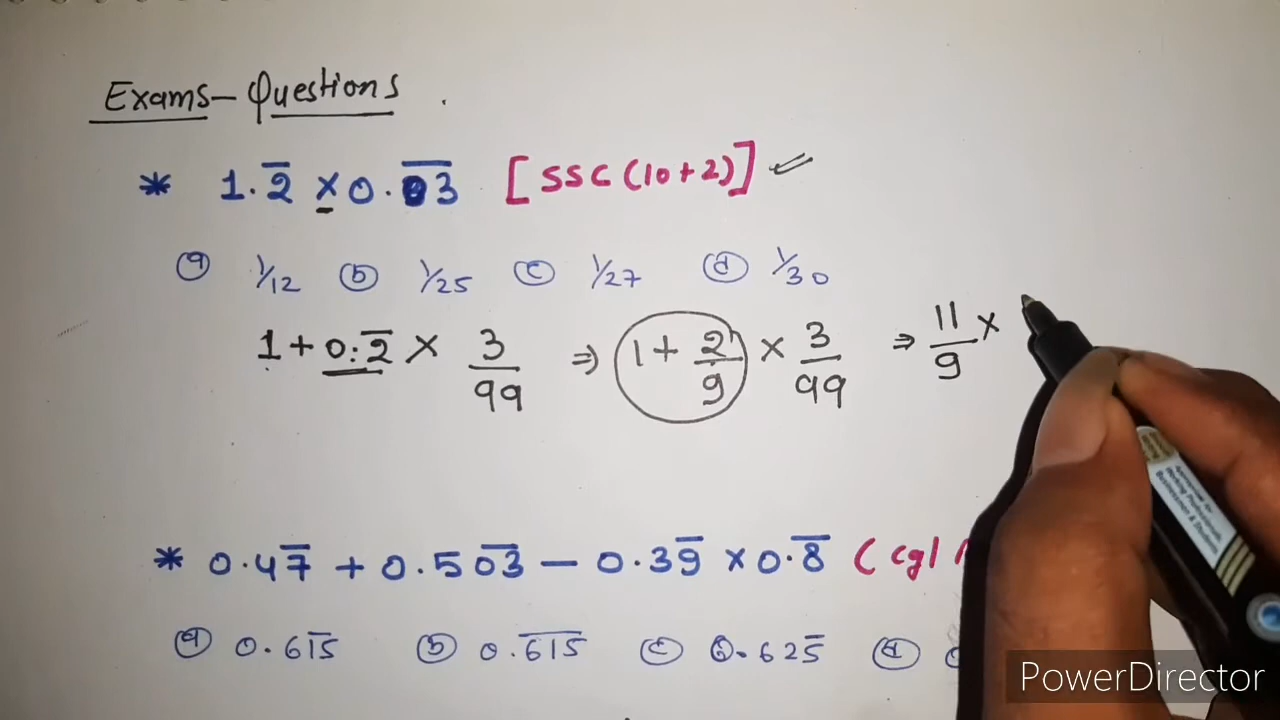 Exams - Questions .
* 1.2̅ × 0.0̅3̅ [SSC (10+2)] ✓
ⓐ 1/12 ⓑ 1/25 ⓒ 1/27 ⓓ 1/30
1 + 0.2̅ × 3/99 ⇒ 1 + 2/9 × 3/99 ⇒ 11/9 ×
* 0.47̅ + 0.50̅3̅ − 0.39̅ × 0.8̅ (cgl
ⓐ 0.61̅5̅ ⓑ 0.6̅1̅5̅ ⓒ 0.625̅ ⓓ
PowerDirector